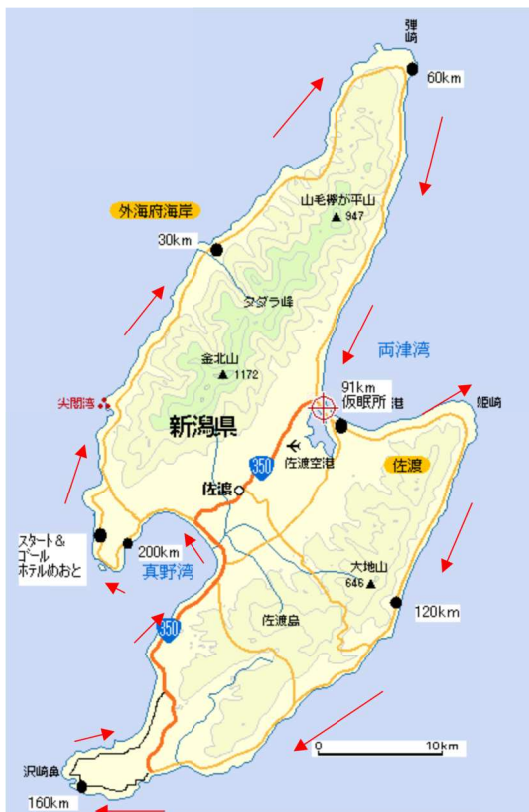 弾
崎
60km
山毛欅が平山
▲ 947
外海府海岸
30km
タダラ峰
両津湾
金北山
▲ 1172
91km
仮眠所
港
姫崎
尖閣湾
新潟県
佐渡空港
350
佐渡
佐渡
スタート&
ゴール
ホテルめおと
200km
真野湾
大地山
646 ▲
120km
佐渡島
350
0 10km
沢崎鼻
160km